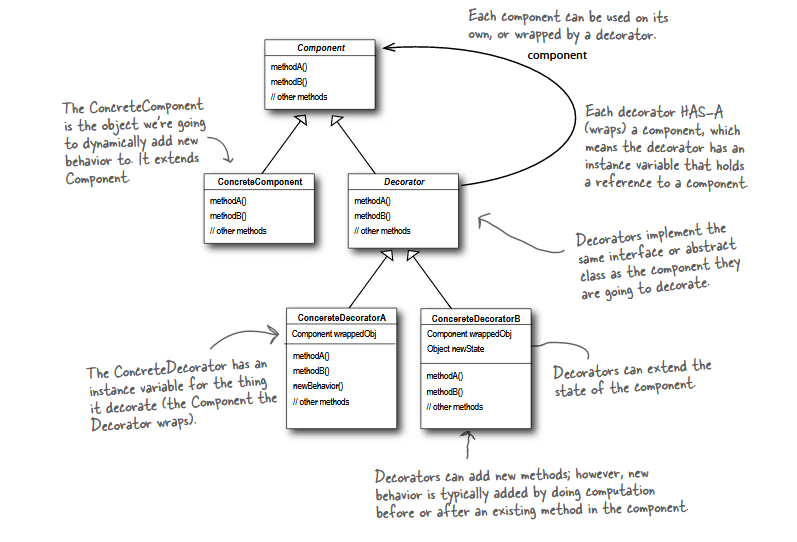 Each component can be used on its
own, or wrapped by a decorator.
component
Component
methodA()
methodB()
// other methods
The ConcreteComponent
is the object we're going
to dynamically add new
behavior to. It extends
Component.
Each decorator HAS-A
(wraps) a component, which
means the decorator has an
instance variable that holds
a reference to a component.
ConcreteComponent
methodA()
methodB()
// other methods
Decorator
methodA()
methodB()
// other methods
Decorators implement the
same interface or abstract
class as the component they
are going to decorate.
ConcereteDecoratorA
Component wrappedObj
methodA()
methodB()
newBehavior()
// other methods
ConcereteDecoratorB
Component wrappedObj
Object newState
methodA()
methodB()
// other methods
The ConcreteDecorator has an
instance variable for the thing
it decorate (the Component the
Decorator wraps).
Decorators can extend the
state of the component.
Decorators can add new methods; however, new
behavior is typically added by doing computation
before or after an existing method in the component.